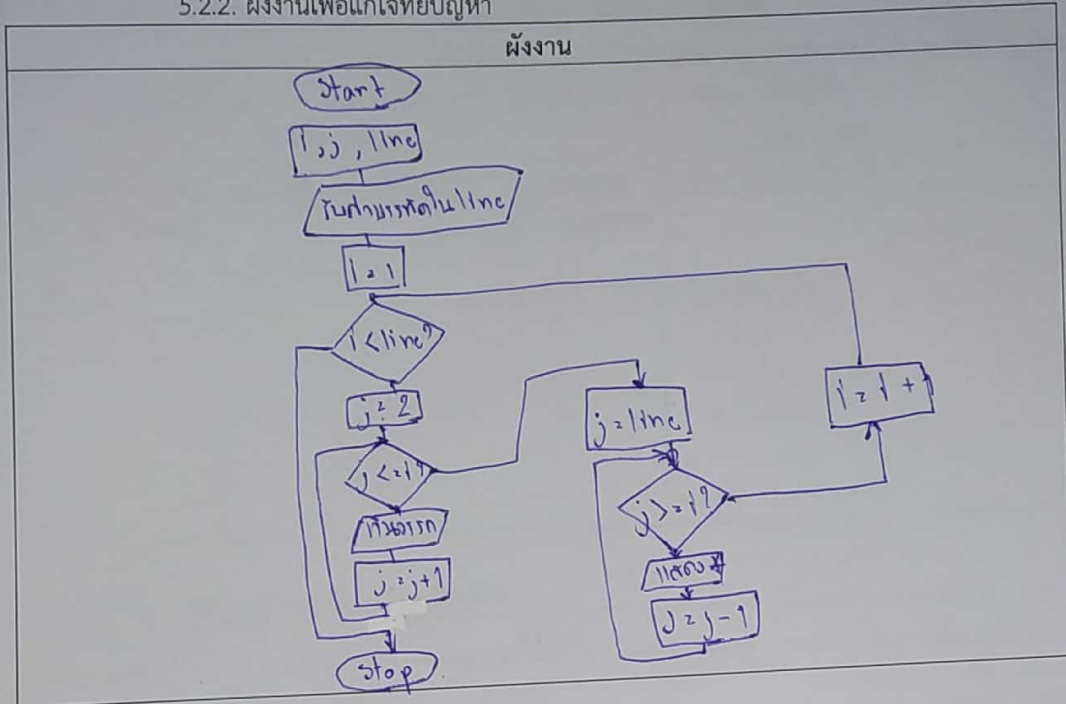 5.2.2. ผังงานเพื่อแก้โจทย์ปัญหา
ผังงาน
Start
i, j, line
รับค่าบรรทัดใน line
i = 1
i < line?
j = 2
j <= i?
เว้นวรรค
j = j + 1
Stop
j = line
j >= i?
แสดง *
j = j - 1
i = i + 1